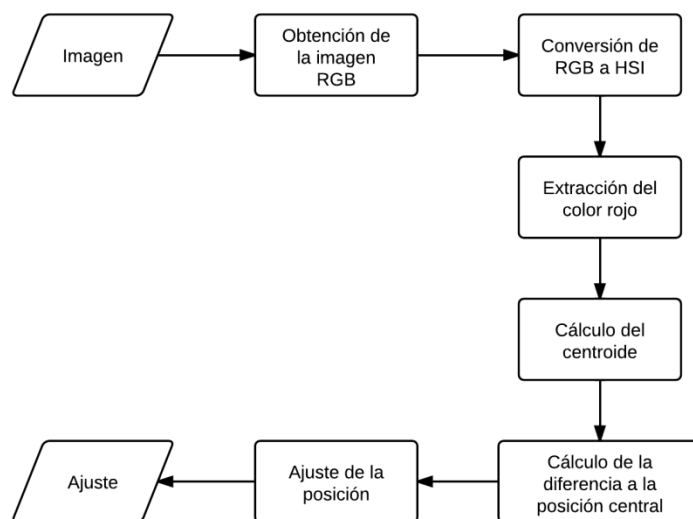 Imagen
Obtención de
la imagen
RGB
Conversión de
RGB a HSI
Extracción del
color rojo
Cálculo del
centroide
Cálculo de la
diferencia a la
posición central
Ajuste de la
posición
Ajuste